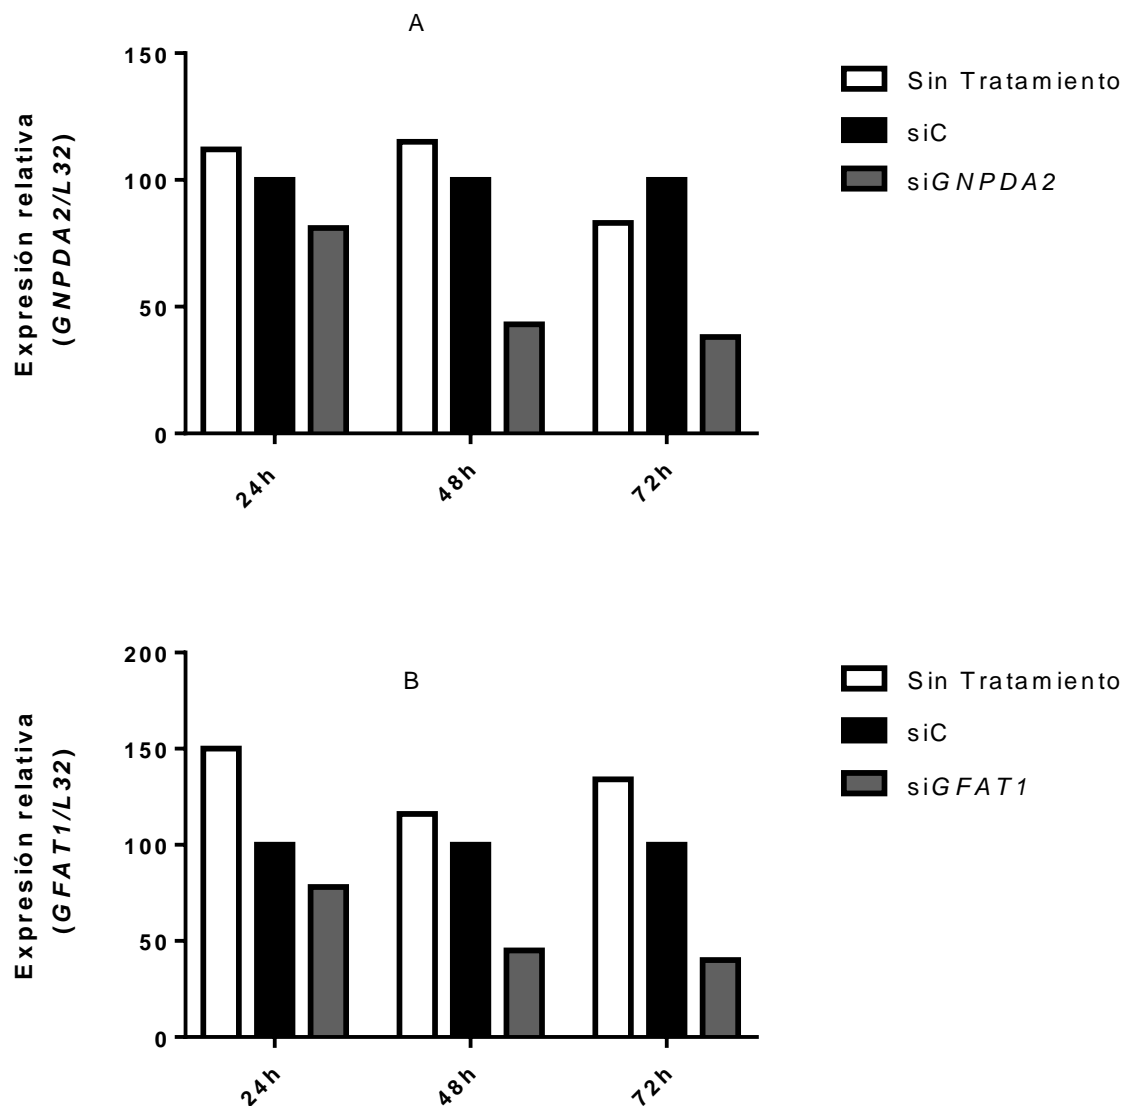 A
150
100
50
0
Expresión relativa
(GNPDA2/L32)
24h
48h
72h
Sin Tratamiento
siC
siGNPDA2
B
200
150
100
50
0
Expresión relativa
(GFAT1/L32)
24h
48h
72h
Sin Tratamiento
siC
siGFAT1